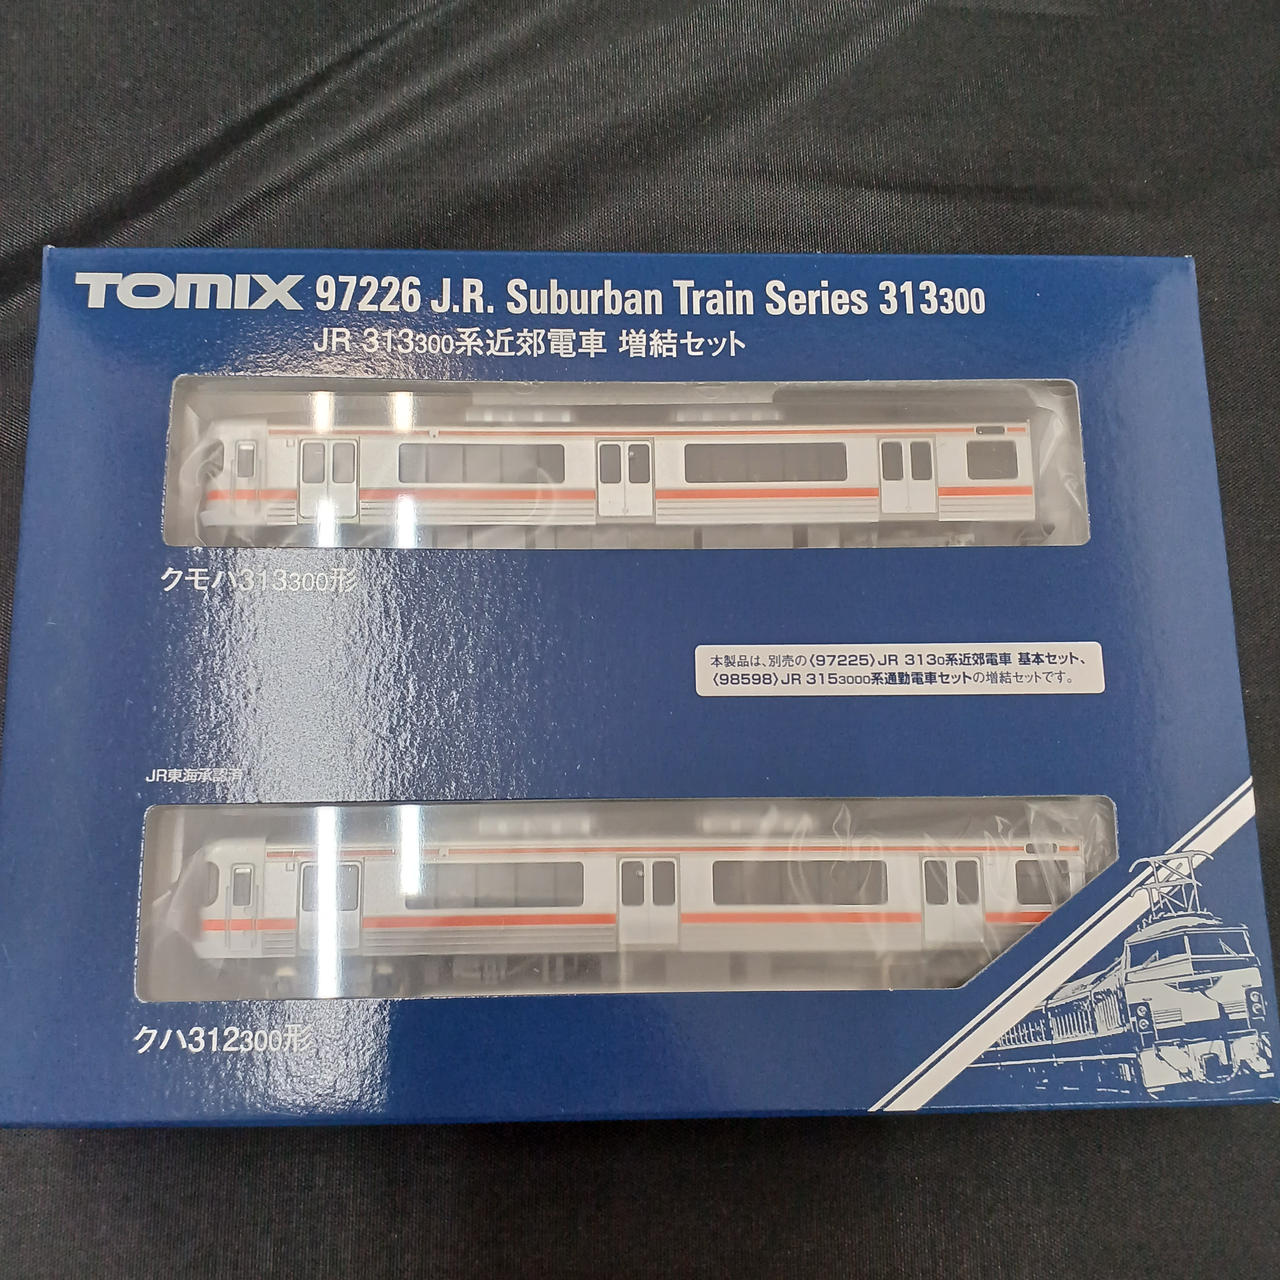 TOMIX 97226 J.R. Suburban Train Series 313300
JR 313300系近郊電車 増結セット
クモハ313300形
本製品は、別売の〈97225〉JR 3130系近郊電車 基本セット、
〈98598〉JR 3153000系通勤電車セットの増結セットです。
JR東海承認済
クハ312300形